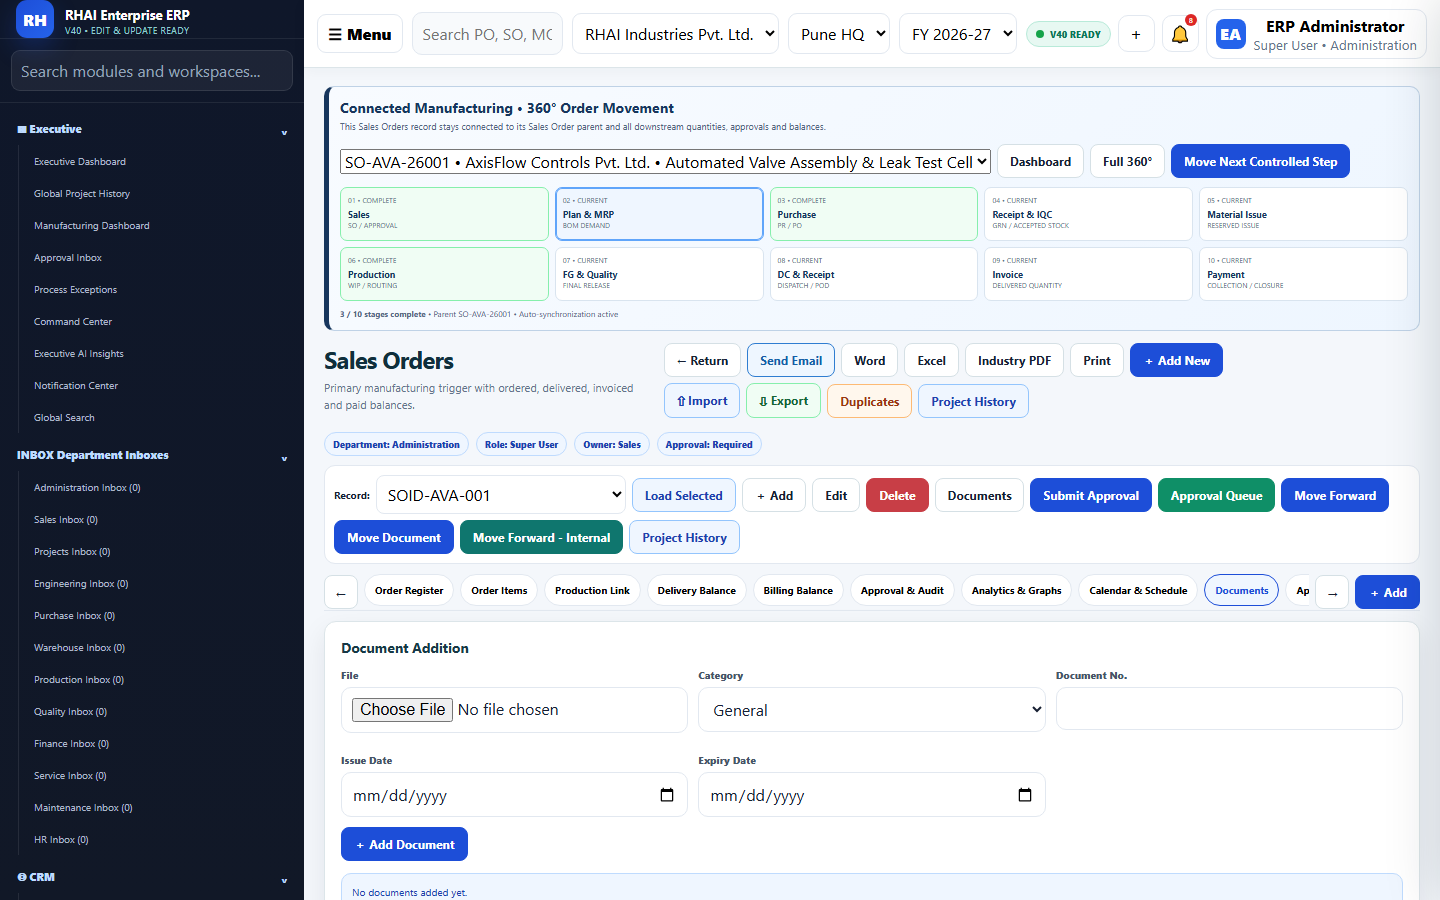 RH
RHAI Enterprise ERP
V40 • EDIT & UPDATE READY
Search modules and workspaces...
Executive
Executive Dashboard
Global Project History
Manufacturing Dashboard
Approval Inbox
Process Exceptions
Command Center
Executive AI Insights
Notification Center
Global Search
INBOX Department Inboxes
Administration Inbox (0)
Sales Inbox (0)
Projects Inbox (0)
Engineering Inbox (0)
Purchase Inbox (0)
Warehouse Inbox (0)
Production Inbox (0)
Quality Inbox (0)
Finance Inbox (0)
Service Inbox (0)
Maintenance Inbox (0)
HR Inbox (0)
CRM
☰ Menu
Search PO, SO, MO
RHAI Industries Pvt. Ltd.
Pune HQ
FY 2026-27
V40 READY
+
8
EA
ERP Administrator
Super User • Administration
Connected Manufacturing • 360° Order Movement
This Sales Orders record stays connected to its Sales Order parent and all downstream quantities, approvals and balances.
SO-AVA-26001 • AxisFlow Controls Pvt. Ltd. • Automated Valve Assembly & Leak Test Cell
Dashboard
Full 360°
Move Next Controlled Step
01 • COMPLETE
Sales
SO / APPROVAL
02 • CURRENT
Plan & MRP
BOM DEMAND
03 • COMPLETE
Purchase
PR / PO
04 • CURRENT
Receipt & IQC
GRN / ACCEPTED STOCK
05 • CURRENT
Material Issue
RESERVED ISSUE
06 • COMPLETE
Production
WIP / ROUTING
07 • CURRENT
FG & Quality
FINAL RELEASE
08 • CURRENT
DC & Receipt
DISPATCH / POD
09 • CURRENT
Invoice
DELIVERED QUANTITY
10 • CURRENT
Payment
COLLECTION / CLOSURE
3 / 10 stages complete • Parent SO-AVA-26001 • Auto-synchronization active
Sales Orders
Primary manufacturing trigger with ordered, delivered, invoiced
and paid balances.
← Return
Send Email
Word
Excel
Industry PDF
Print
+ Add New
⇧ Import
⇩ Export
Duplicates
Project History
Department: Administration
Role: Super User
Owner: Sales
Approval: Required
Record:
SOID-AVA-001
Load Selected
+ Add
Edit
Delete
Documents
Submit Approval
Approval Queue
Move Forward
Move Document
Move Forward - Internal
Project History
←
Order Register
Order Items
Production Link
Delivery Balance
Billing Balance
Approval & Audit
Analytics & Graphs
Calendar & Schedule
Documents
Ap
→
+ Add
Document Addition
File
Choose File No file chosen
Category
General
Document No.
Issue Date
mm/dd/yyyy
Expiry Date
mm/dd/yyyy
+ Add Document
No documents added yet.